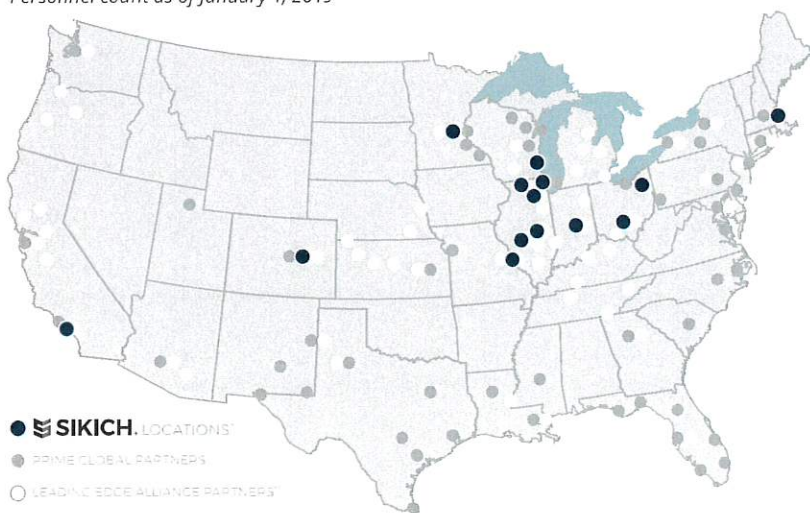 Personnel count as of January 1, 2019
SIKICH. LOCATIONS*
PRIME GLOBAL PARTNERS
LEADING EDGE ALLIANCE PARTNERS*